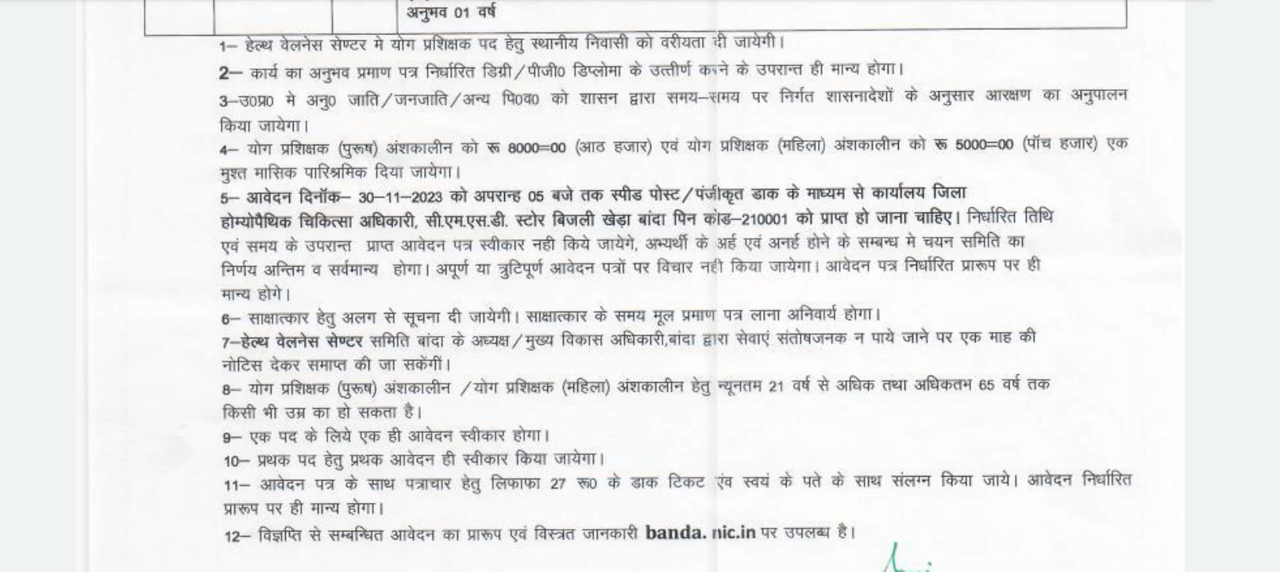 अनुभव 01 वर्ष
1– हेल्थ वेलनेस सेण्टर मे योग प्रशिक्षक पद हेतु स्थानीय निवासी को वरीयता दी जायेगी।
2– कार्य का अनुभव प्रमाण पत्र निर्धारित डिग्री/पीजी0 डिप्लोमा के उत्तीर्ण करने के उपरान्त ही मान्य होगा।
3–उ0प्र0 मे अनु0 जाति/जनजाति/अन्य पि0व0 को शासन द्वारा समय–समय पर निर्गत शासनादेशों के अनुसार आरक्षण का अनुपालन
किया जायेगा।
4– योग प्रशिक्षक (पुरूष) अंशकालीन को रू 8000=00 (आठ हजार) एवं योग प्रशिक्षक (महिला) अंशकालीन को रू 5000=00 (पॉच हजार) एक
मुश्त मासिक पारिश्रमिक दिया जायेगा।
5– आवेदन दिनॉक– 30–11–2023 को अपरान्ह 05 बजे तक स्पीड पोस्ट/पंजीकृत डाक के माध्यम से कार्यालय जिला
होम्योपैथिक चिकित्सा अधिकारी, सी.एम.एस.डी. स्टोर बिजली खेड़ा बांदा पिन कोड–210001 को प्राप्त हो जाना चाहिए। निर्धारित तिथि
एवं समय के उपरान्त प्राप्त आवेदन पत्र स्वीकार नही किये जायेगे, अभ्यर्थी के अर्ह एवं अनर्ह होने के सम्बन्ध मे चयन समिति का
निर्णय अन्तिम व सर्वमान्य होगा। अपूर्ण या त्रुटिपूर्ण आवेदन पत्रों पर विचार नही किया जायेगा। आवेदन पत्र निर्धारित प्रारूप पर ही
मान्य होगे।
6– साक्षात्कार हेतु अलग से सूचना दी जायेगी। साक्षात्कार के समय मूल प्रमाण पत्र लाना अनिवार्य होगा।
7–हेल्थ वेलनेस सेण्टर समिति बांदा के अध्यक्ष/मुख्य विकास अधिकारी,बांदा द्वारा सेवाएं संतोषजनक न पाये जाने पर एक माह की
नोटिस देकर समाप्त की जा सकेंगीं।
8– योग प्रशिक्षक (पुरूष) अंशकालीन /योग प्रशिक्षक (महिला) अंशकालीन हेतु न्यूनतम 21 वर्ष से अधिक तथा अधिकतम 65 वर्ष तक
किसी भी उम्र का हो सकता है।
9– एक पद के लिये एक ही आवेदन स्वीकार होगा।
10– प्रथक पद हेतु प्रथक आवेदन ही स्वीकार किया जायेगा।
11– आवेदन पत्र के साथ पत्राचार हेतु लिफाफा 27 रू0 के डाक टिकट एंव स्वयं के पते के साथ संलग्न किया जाये। आवेदन निर्धारित
प्रारूप पर ही मान्य होगा।
12– विज्ञप्ति से सम्बन्धित आवेदन का प्रारूप एवं विस्त्रत जानकारी banda. nic.in पर उपलब्ध है।